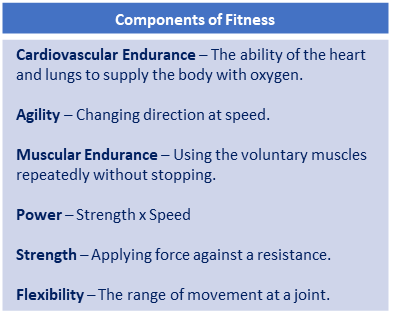 Components of Fitness
Cardiovascular Endurance – The ability of the heart
and lungs to supply the body with oxygen.
Agility – Changing direction at speed.
Muscular Endurance – Using the voluntary muscles
repeatedly without stopping.
Power – Strength x Speed
Strength – Applying force against a resistance.
Flexibility – The range of movement at a joint.